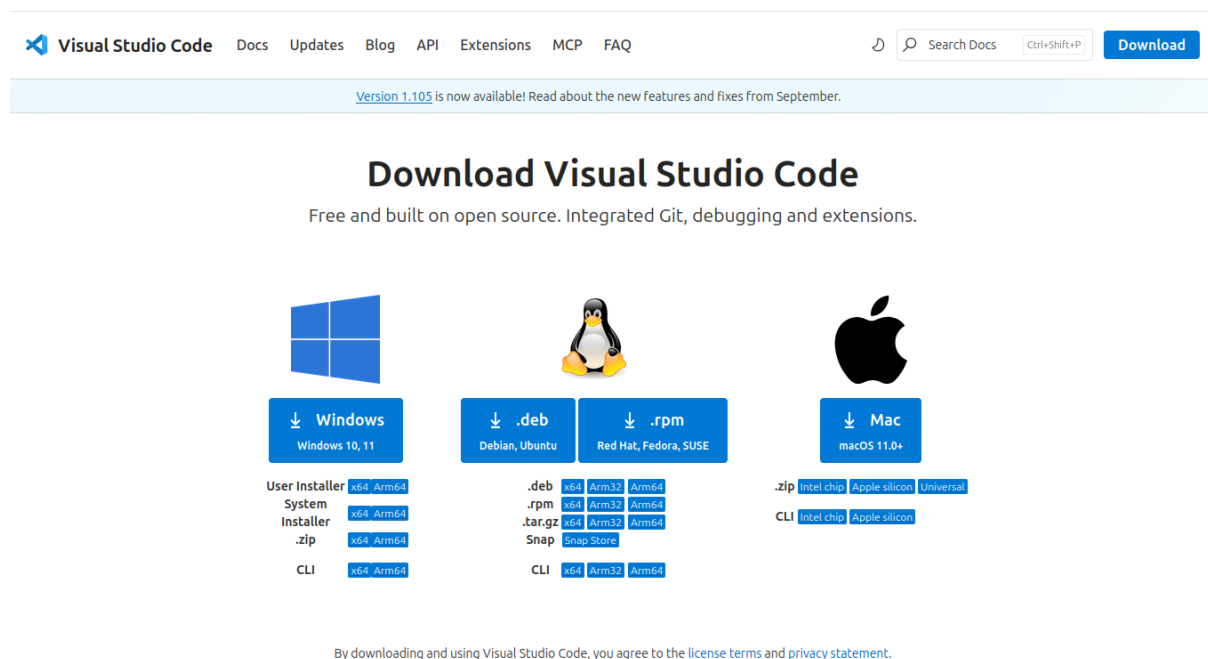 Visual Studio Code Docs Updates Blog API Extensions MCP FAQ Search Docs Ctrl+Shift+P Download
Version 1.105 is now available! Read about the new features and fixes from September.
Download Visual Studio Code
Free and built on open source. Integrated Git, debugging and extensions.
Windows
Windows 10, 11
User Installer x64 Arm64
System Installer x64 Arm64
.zip x64 Arm64
CLI x64 Arm64
.deb
Debian, Ubuntu
.rpm
Red Hat, Fedora, SUSE
.deb x64 Arm32 Arm64
.rpm x64 Arm32 Arm64
.tar.gz x64 Arm32 Arm64
Snap Snap Store
CLI x64 Arm32 Arm64
Mac
macOS 11.0+
.zip Intel chip Apple silicon Universal
CLI Intel chip Apple silicon
By downloading and using Visual Studio Code, you agree to the license terms and privacy statement.